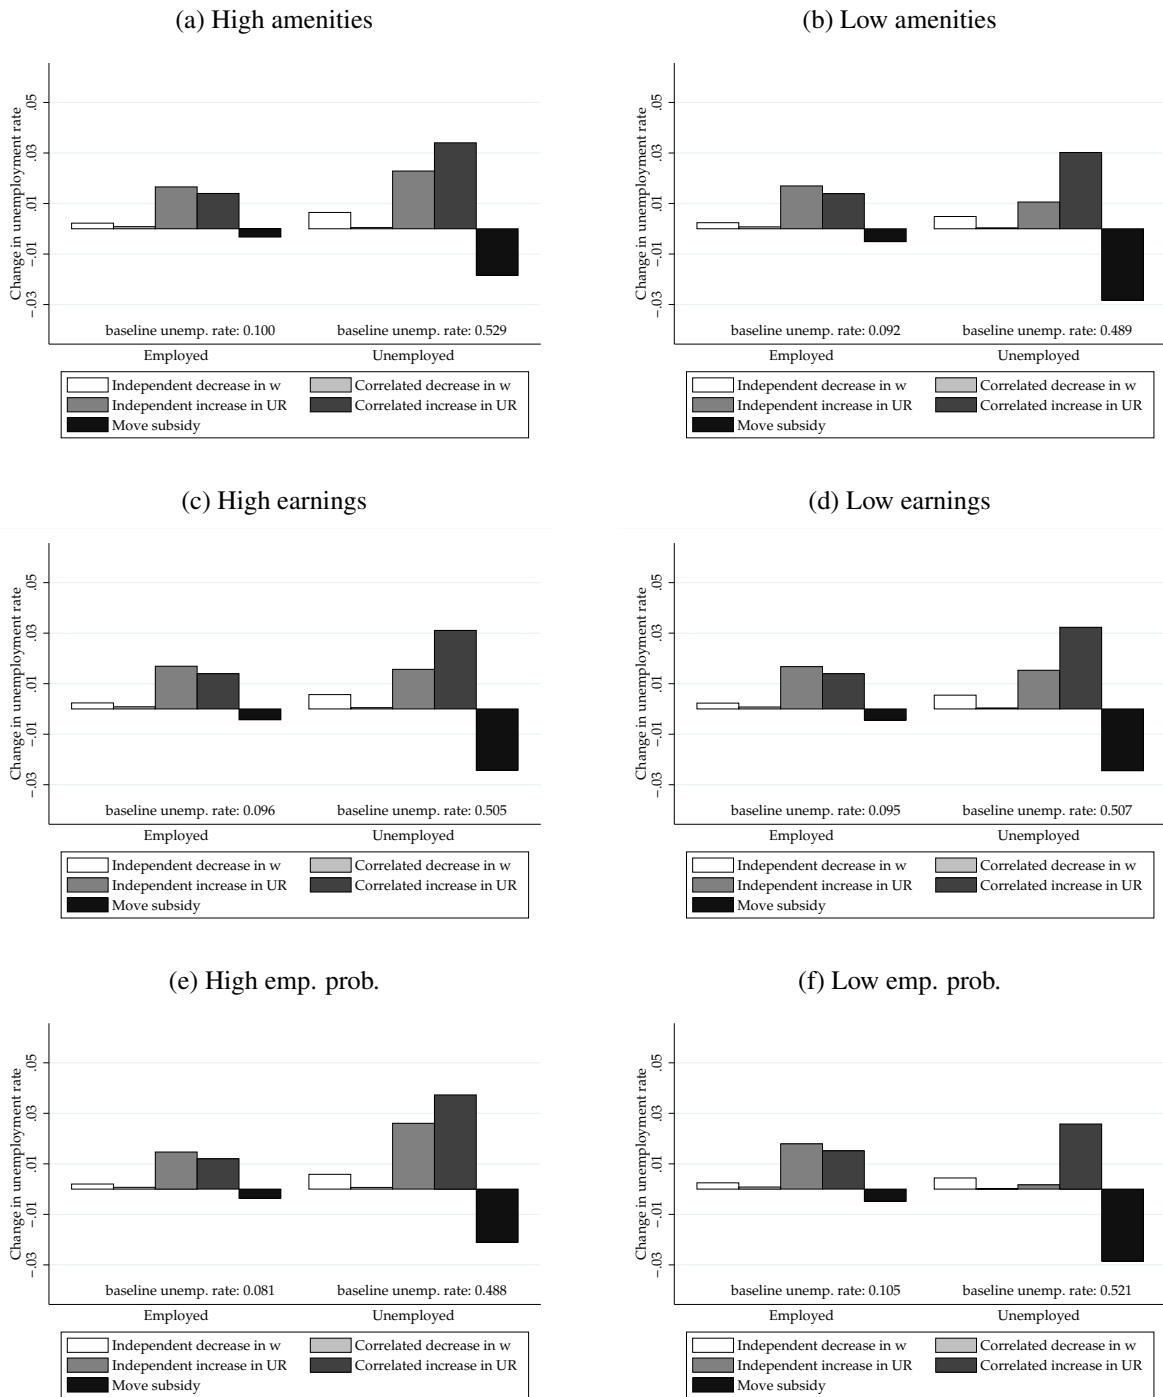 (a) High amenities
Change in unemployment rate
.05
.03
.01
-.01
-.03
baseline unemp. rate: 0.100
baseline unemp. rate: 0.529
Employed
Unemployed
Independent decrease in w
Correlated decrease in w
Independent increase in UR
Correlated increase in UR
Move subsidy
(b) Low amenities
Change in unemployment rate
.05
.03
.01
-.01
-.03
baseline unemp. rate: 0.092
baseline unemp. rate: 0.489
Employed
Unemployed
Independent decrease in w
Correlated decrease in w
Independent increase in UR
Correlated increase in UR
Move subsidy
(c) High earnings
Change in unemployment rate
.05
.03
.01
-.01
-.03
baseline unemp. rate: 0.096
baseline unemp. rate: 0.505
Employed
Unemployed
Independent decrease in w
Correlated decrease in w
Independent increase in UR
Correlated increase in UR
Move subsidy
(d) Low earnings
Change in unemployment rate
.05
.03
.01
-.01
-.03
baseline unemp. rate: 0.095
baseline unemp. rate: 0.507
Employed
Unemployed
Independent decrease in w
Correlated decrease in w
Independent increase in UR
Correlated increase in UR
Move subsidy
(e) High emp. prob.
Change in unemployment rate
.05
.03
.01
-.01
-.03
baseline unemp. rate: 0.081
baseline unemp. rate: 0.488
Employed
Unemployed
Independent decrease in w
Correlated decrease in w
Independent increase in UR
Correlated increase in UR
Move subsidy
(f) Low emp. prob.
Change in unemployment rate
.05
.03
.01
-.01
-.03
baseline unemp. rate: 0.105
baseline unemp. rate: 0.521
Employed
Unemployed
Independent decrease in w
Correlated decrease in w
Independent increase in UR
Correlated increase in UR
Move subsidy